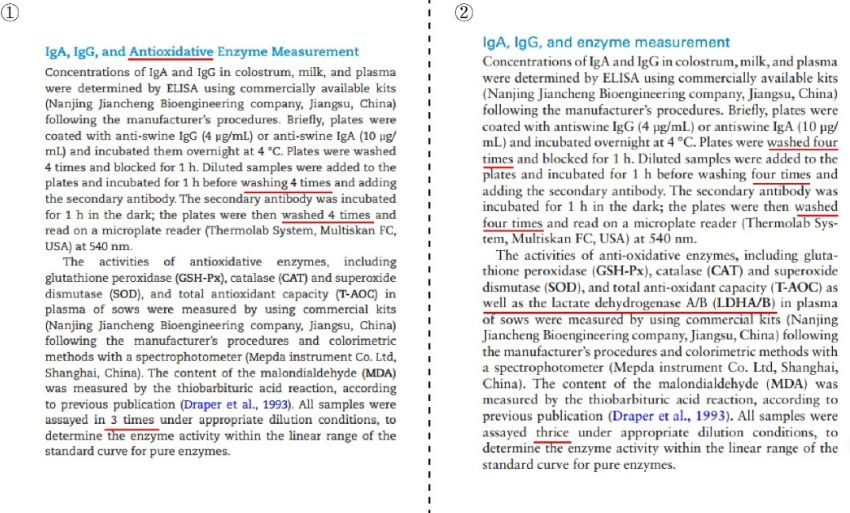 ①
IgA, IgG, and Antioxidative Enzyme Measurement
Concentrations of IgA and IgG in colostrum, milk, and plasma
were determined by ELISA using commercially available kits
(Nanjing Jiancheng Bioengineering company, Jiangsu, China)
following the manufacturer's procedures. Briefly, plates were
coated with anti-swine IgG (4 μg/mL) or anti-swine IgA (10 μg/
mL) and incubated them overnight at 4 °C. Plates were washed
4 times and blocked for 1 h. Diluted samples were added to the
plates and incubated for 1 h before washing 4 times and adding
the secondary antibody. The secondary antibody was incubated
for 1 h in the dark; the plates were then washed 4 times and
read on a microplate reader (Thermolab System, Multiskan FC,
USA) at 540 nm.
The activities of antioxidative enzymes, including
glutathione peroxidase (GSH-Px), catalase (CAT) and superoxide
dismutase (SOD), and total antioxidant capacity (T-AOC) in
plasma of sows were measured by using commercial kits
(Nanjing Jiancheng Bioengineering company, Jiangsu, China)
following the manufacturer's procedures and colorimetric
methods with a spectrophotometer (Mepda instrument Co. Ltd,
Shanghai, China). The content of the malondialdehyde (MDA)
was measured by the thiobarbituric acid reaction, according
to previous publication (Draper et al., 1993). All samples were
assayed in 3 times under appropriate dilution conditions, to
determine the enzyme activity within the linear range of the
standard curve for pure enzymes.
②
IgA, IgG, and enzyme measurement
Concentrations of IgA and IgG in colostrum, milk, and plasma
were determined by ELISA using commercially available kits
(Nanjing Jiancheng Bioengineering company, Jiangsu, China)
following the manufacturer's procedures. Briefly, plates were
coated with antiswine IgG (4 μg/mL) or antiswine IgA (10 μg/
mL) and incubated overnight at 4 °C. Plates were washed four
times and blocked for 1 h. Diluted samples were added to the
plates and incubated for 1 h before washing four times and
adding the secondary antibody. The secondary antibody was
incubated for 1 h in the dark; the plates were then washed
four times and read on a microplate reader (Thermolab Sys-
tem, Multiskan FC, USA) at 540 nm.
The activities of anti-oxidative enzymes, including gluta-
thione peroxidase (GSH-Px), catalase (CAT) and superoxide
dismutase (SOD), and total anti-oxidant capacity (T-AOC) as
well as the lactate dehydrogenase A/B (LDHA/B) in plasma
of sows were measured by using commercial kits (Nanjing
Jiancheng Bioengineering company, Jiangsu, China) following
the manufacturer's procedures and colorimetric methods with
a spectrophotometer (Mepda instrument Co. Ltd, Shanghai,
China). The content of the malondialdehyde (MDA) was
measured by the thiobarbituric acid reaction, according to
previous publication (Draper et al., 1993). All samples were
assayed thrice under appropriate dilution conditions, to
determine the enzyme activity within the linear range of the
standard curve for pure enzymes.